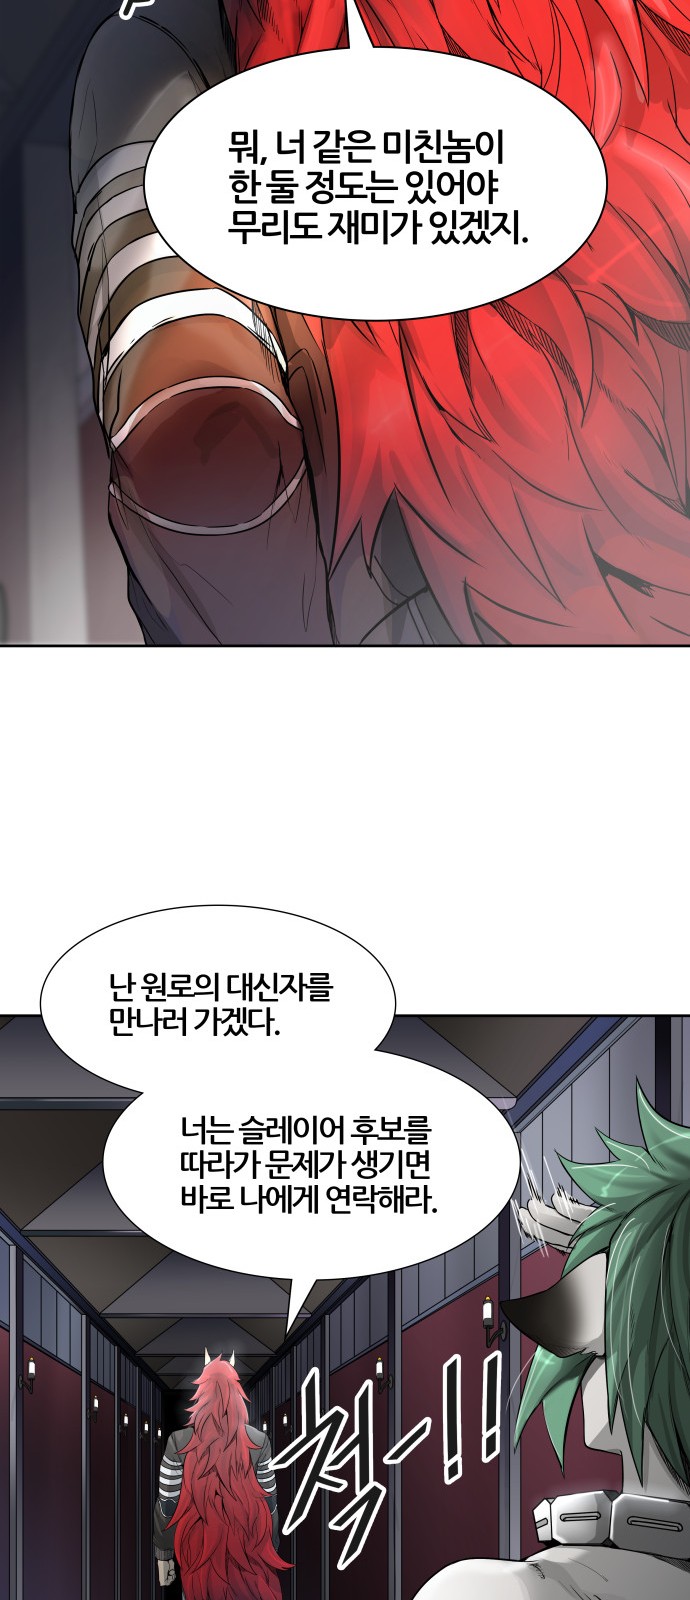 뭐, 너 같은 미친놈이
한 둘 정도는 있어야
무리도 재미가 있겠지.
난 원로의 대신자를
만나러 가겠다.
너는 슬레이어 후보를
따라가 문제가 생기면
바로 나에게 연락해라.
척-!!